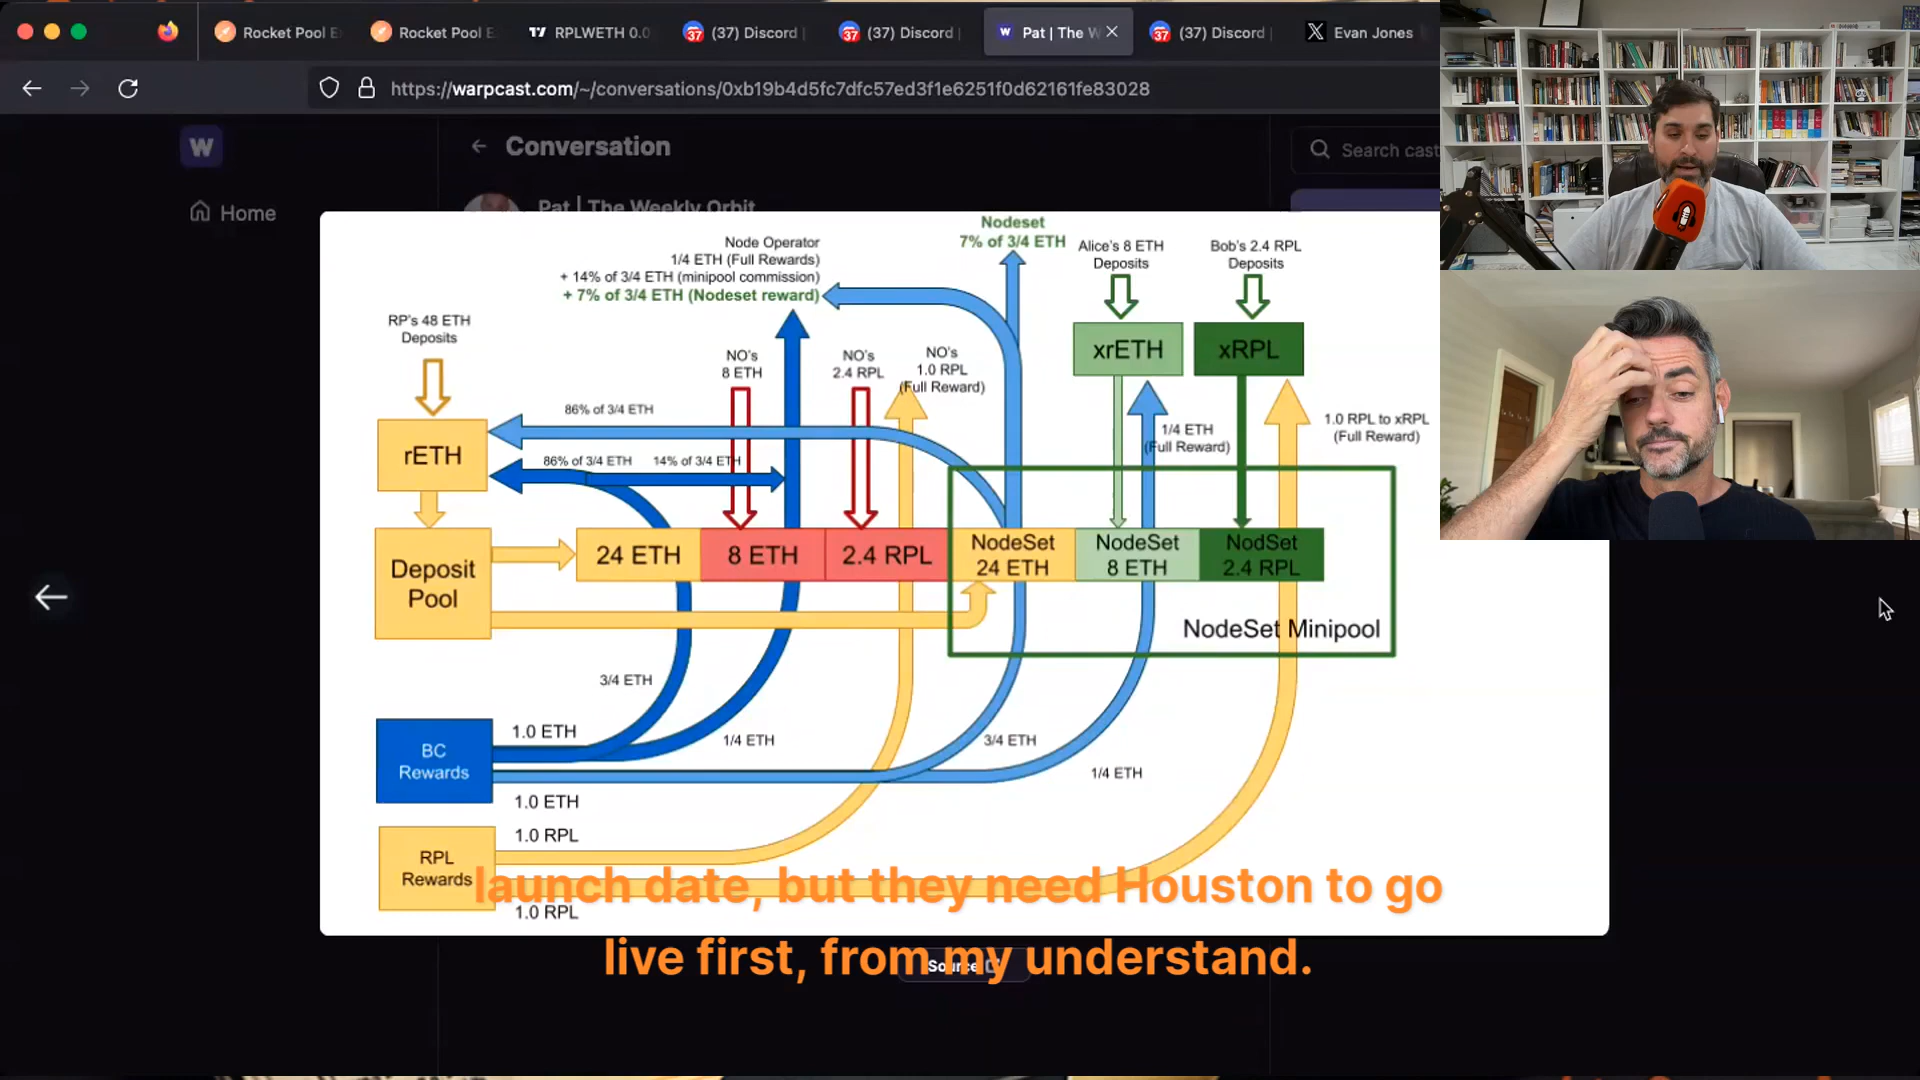 Rocket Pool E
Rocket Pool E
RPLWETH 0.0
37 (37) Discord
37 (37) Discord
W Pat | The W
37 (37) Discord
Evan Jones
https://warpcast.com/~/conversations/0xb19b4d5fc7dfc57ed3f1e6251f0d62161fe83028
W
Home
Conversation
Search cast
Pat | The Weekly Orbit
Node Operator
1/4 ETH (Full Rewards)
+ 14% of 3/4 ETH (minipool commission)
+ 7% of 3/4 ETH (Nodeset reward)
Nodeset
7% of 3/4 ETH
Alice's 8 ETH
Deposits
Bob's 2.4 RPL
Deposits
RP's 48 ETH
Deposits
NO's
8 ETH
NO's
2.4 RPL
NO's
1.0 RPL
(Full Reward)
xrETH
xRPL
86% of 3/4 ETH
1/4 ETH
(Full Reward)
1.0 RPL to xRPL
(Full Reward)
rETH
86% of 3/4 ETH
14% of 3/4 ETH
Deposit
Pool
24 ETH
8 ETH
2.4 RPL
NodeSet
24 ETH
NodeSet
8 ETH
NodSet
2.4 RPL
NodeSet Minipool
3/4 ETH
1/4 ETH
3/4 ETH
1/4 ETH
BC
Rewards
1.0 ETH
1.0 ETH
RPL
Rewards
1.0 RPL
1.0 RPL
launch date, but they need Houston to go
live first, from my understand.
Source